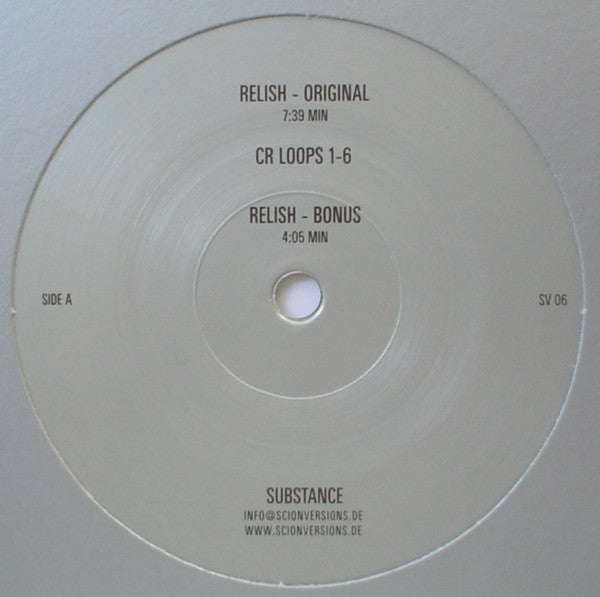 RELISH - ORIGINAL
7:39 MIN
CR LOOPS 1-6
RELISH - BONUS
4:05 MIN
SIDE A
SV 06
SUBSTANCE
INFO@SCIONVERSIONS.DE
WWW.SCIONVERSIONS.DE